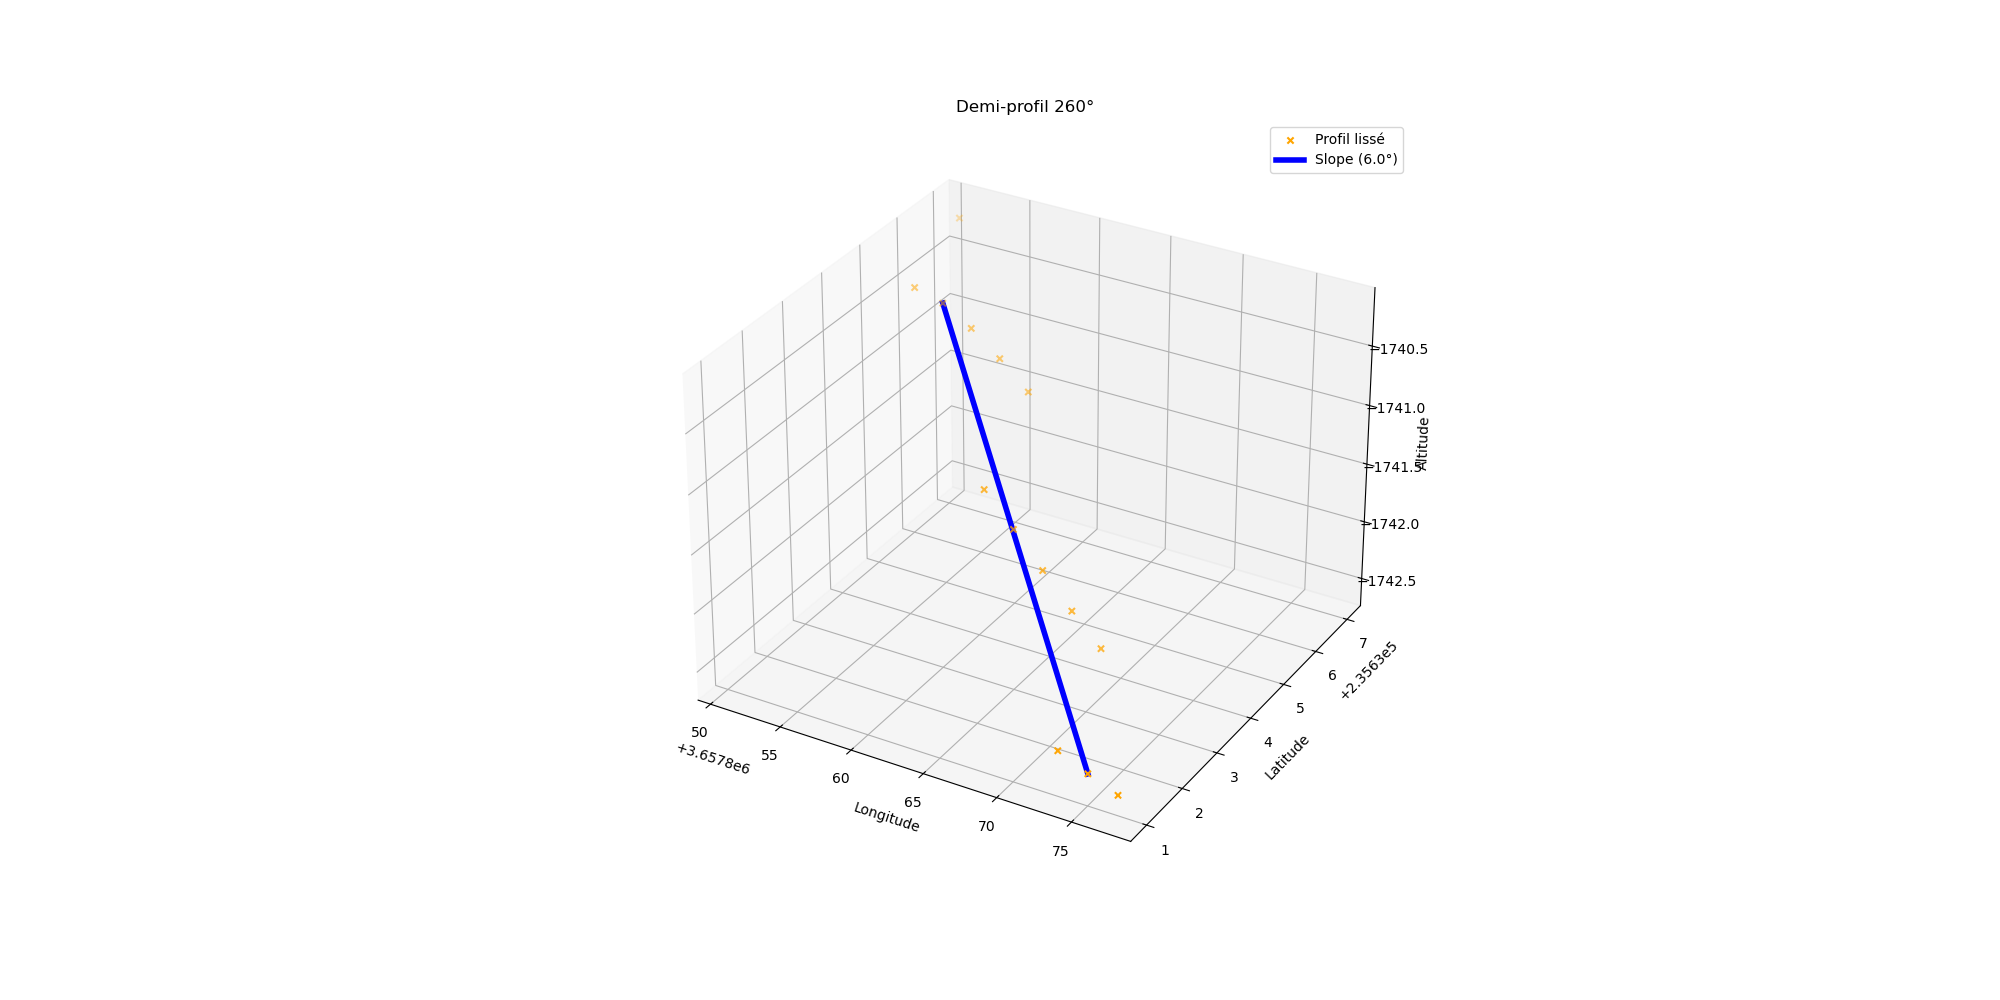 Demi-profil 260°
Profil lissé
Slope (6.0°)
−1740.5
−1741.0
−1741.5
−1742.0
−1742.5
Altitude
7
6
5
4
3
2
1
+2.3563e5
Latitude
50
55
60
65
70
75
+3.6578e6
Longitude